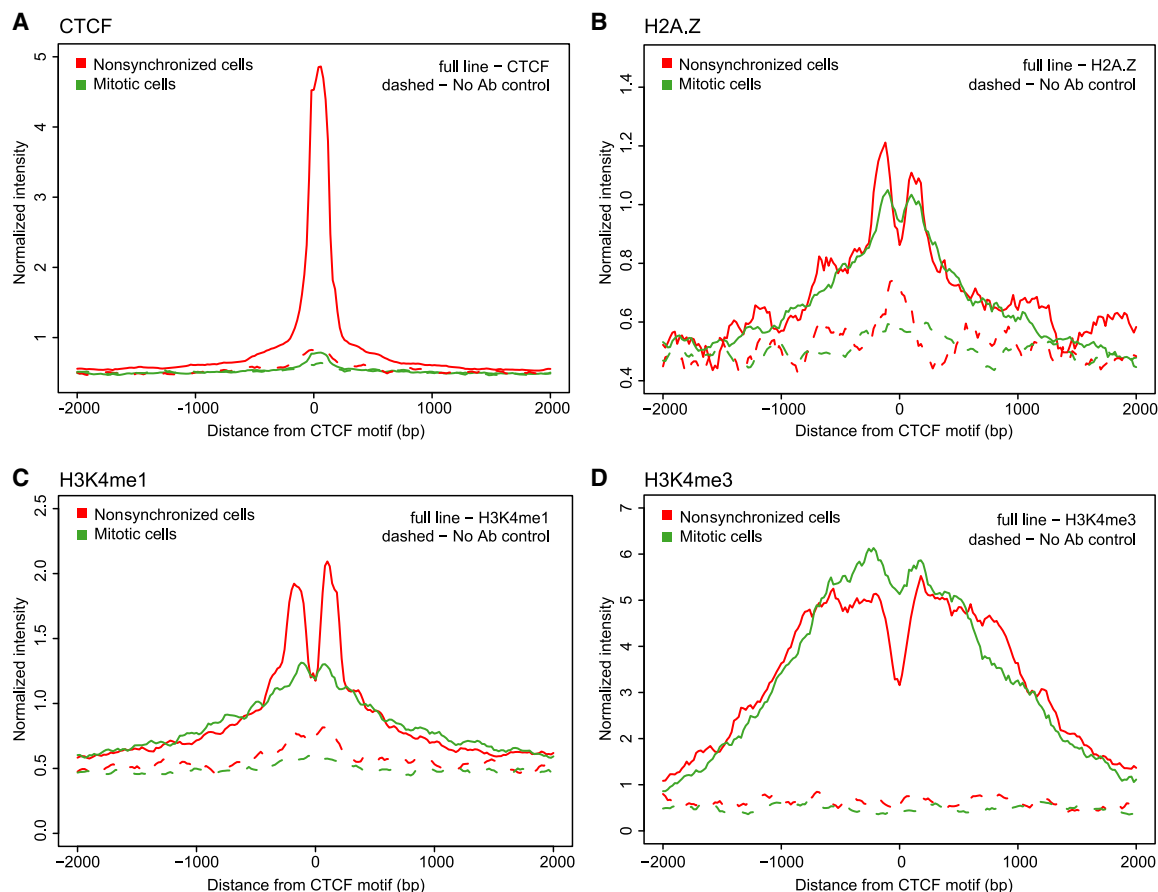 A
CTCF
Nonsynchronized cells
Mitotic cells
full line – CTCF
dashed – No Ab control
Normalized intensity
5
4
3
2
1
−2000
−1000
0
1000
2000
Distance from CTCF motif (bp)
B
H2A.Z
Nonsynchronized cells
Mitotic cells
full line – H2A.Z
dashed – No Ab control
Normalized intensity
1.4
1.2
1.0
0.8
0.6
0.4
−2000
−1000
0
1000
2000
Distance from CTCF motif (bp)
C
H3K4me1
Nonsynchronized cells
Mitotic cells
full line – H3K4me1
dashed – No Ab control
Normalized intensity
2.5
2.0
1.5
1.0
0.5
0.0
−2000
−1000
0
1000
2000
Distance from CTCF motif (bp)
D
H3K4me3
Nonsynchronized cells
Mitotic cells
full line – H3K4me3
dashed – No Ab control
Normalized intensity
7
6
5
4
3
2
1
0
−2000
−1000
0
1000
2000
Distance from CTCF motif (bp)